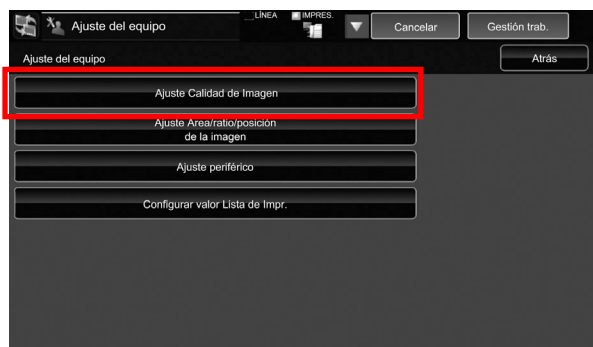 Ajuste del equipo
LÍNEA
IMPRES.
Cancelar
Gestión trab.
Ajuste del equipo
Atrás
Ajuste Calidad de Imagen
Ajuste Area/ratio/posición
de la imagen
Ajuste periférico
Configurar valor Lista de Impr.